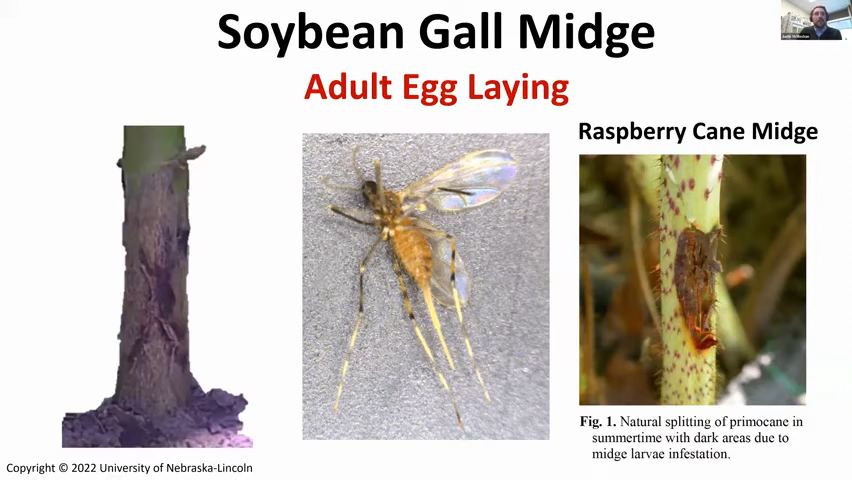 Soybean Gall Midge
Adult Egg Laying
Raspberry Cane Midge
Fig. 1. Natural splitting of primocane in
summertime with dark areas due to
midge larvae infestation.
Copyright © 2022 University of Nebraska-Lincoln